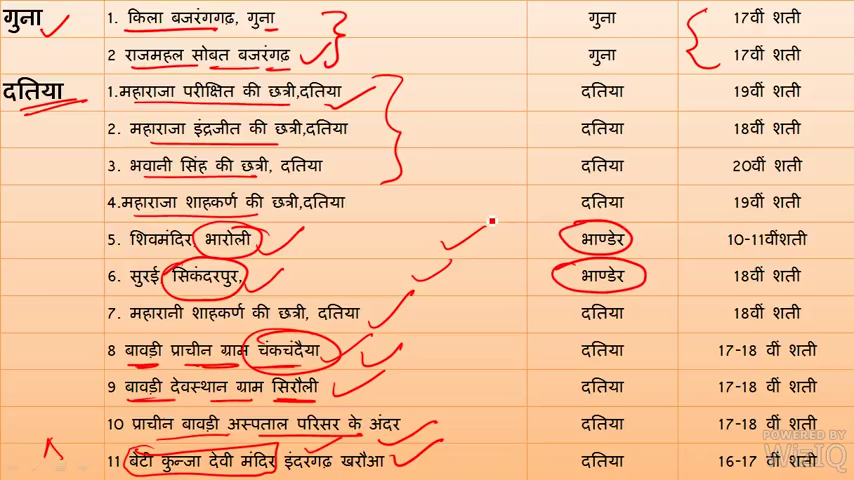 गुना 1. किला बजरंगगढ़, गुना गुना 17वीं शती
2 राजमहल सोबत बजरंगढ़ गुना 17वीं शती
दतिया 1.महाराजा परीक्षित की छत्री,दतिया दतिया 19वीं शती
2. महाराजा इंद्रजीत की छत्री,दतिया दतिया 18वीं शती
3. भवानी सिंह की छत्री, दतिया दतिया 20वीं शती
4.महाराजा शाहकर्ण की छत्री,दतिया दतिया 19वीं शती
5. शिवमंदिर भारोली भाण्डेर 10-11वींशती
6. सुरई सिकंदरपुर, भाण्डेर 18वीं शती
7. महारानी शाहकर्ण की छत्री, दतिया दतिया 18वीं शती
8 बावड़ी प्राचीन ग्राम चंकचंदैया दतिया 17-18 वीं शती
9 बावड़ी देवस्थान ग्राम सिरौली दतिया 17-18 वीं शती
10 प्राचीन बावड़ी अस्पताल परिसर के अंदर दतिया 17-18 वीं शती
11 बेटी कुन्जा देवी मंदिर इंदरगढ़ खरौआ दतिया 16-17 वीं शती
POWERED BY
WizIQ